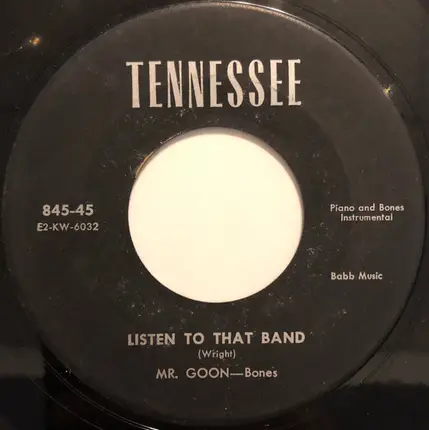 TENNESSEE
845-45
E2-KW-6032
Piano and Bones
Instrumental
Babb Music
LISTEN TO THAT BAND
(Wright)
MR. GOON—Bones